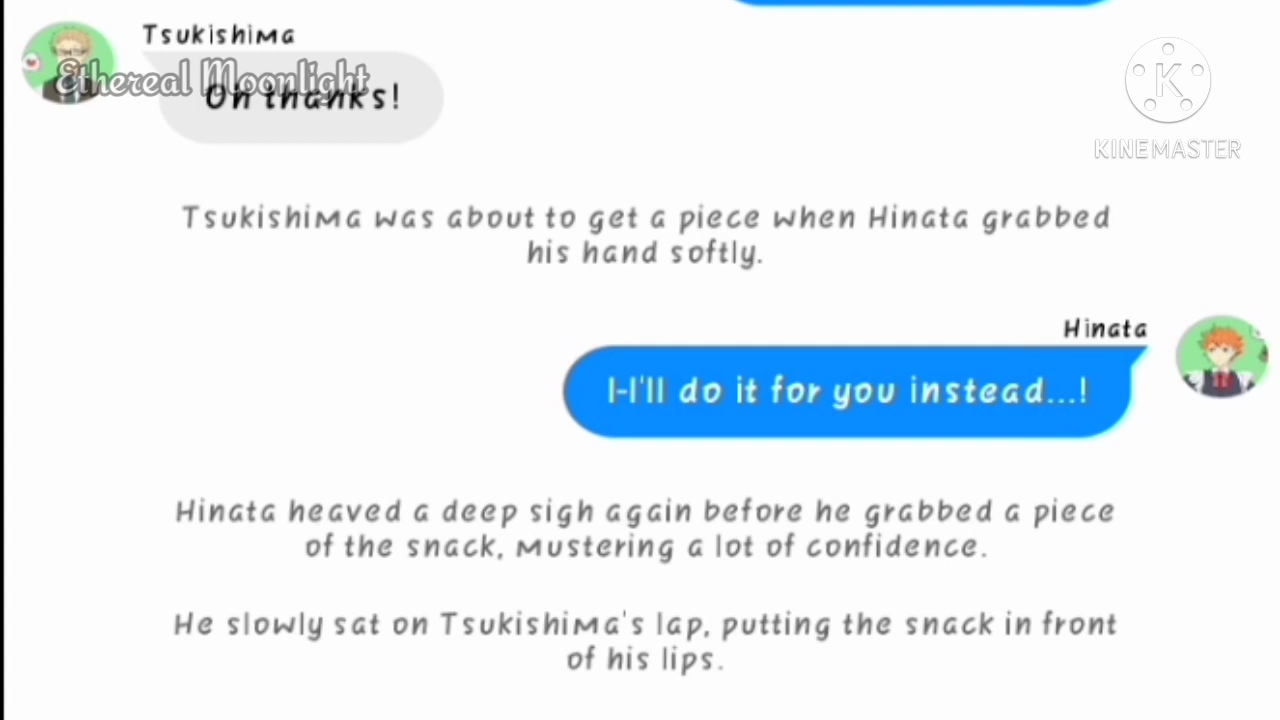 Tsukishima
Ethereal Moonlight
Oh thanks!
KINEMASTER
Tsukishima was about to get a piece when Hinata grabbed
his hand softly.
Hinata
I-I'll do it for you instead...!
Hinata heaved a deep sigh again before he grabbed a piece
of the snack, mustering a lot of confidence.
He slowly sat on Tsukishima's lap, putting the snack in front
of his lips.